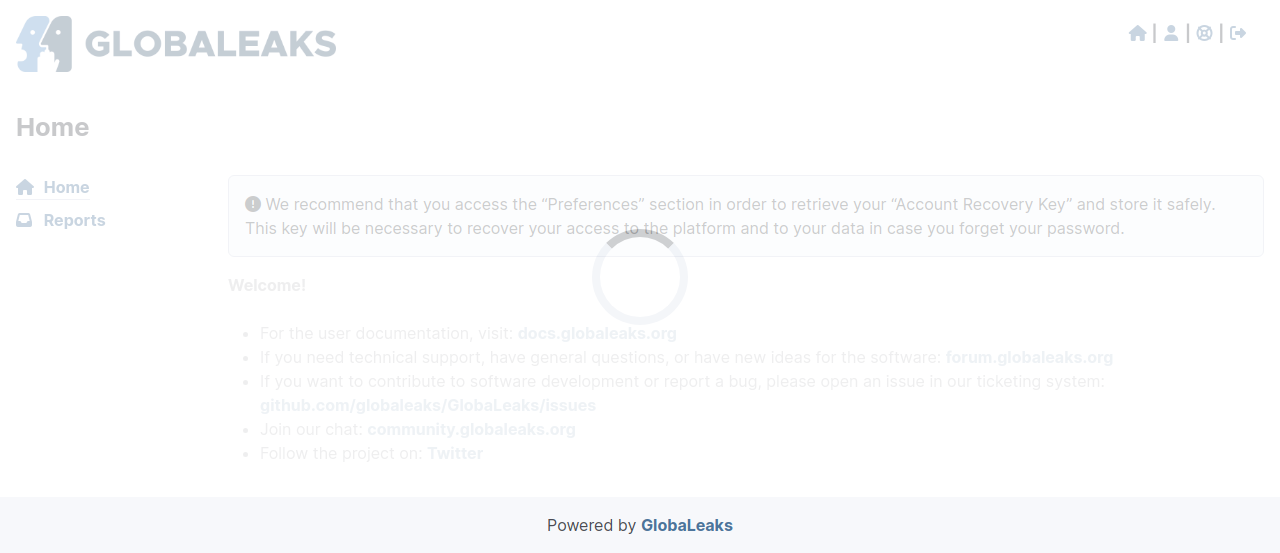 GLOBALEAKS
| | |
Home
Home
Reports
We recommend that you access the “Preferences” section in order to retrieve your “Account Recovery Key” and store it safely.
This key will be necessary to recover your access to the platform and to your data in case you forget your password.
Welcome!
• For the user documentation, visit: docs.globaleaks.org
• If you need technical support, have general questions, or have new ideas for the software: forum.globaleaks.org
• If you want to contribute to software development or report a bug, please open an issue in our ticketing system:
github.com/globaleaks/GlobaLeaks/issues
• Join our chat: community.globaleaks.org
• Follow the project on: Twitter
Powered by GlobaLeaks